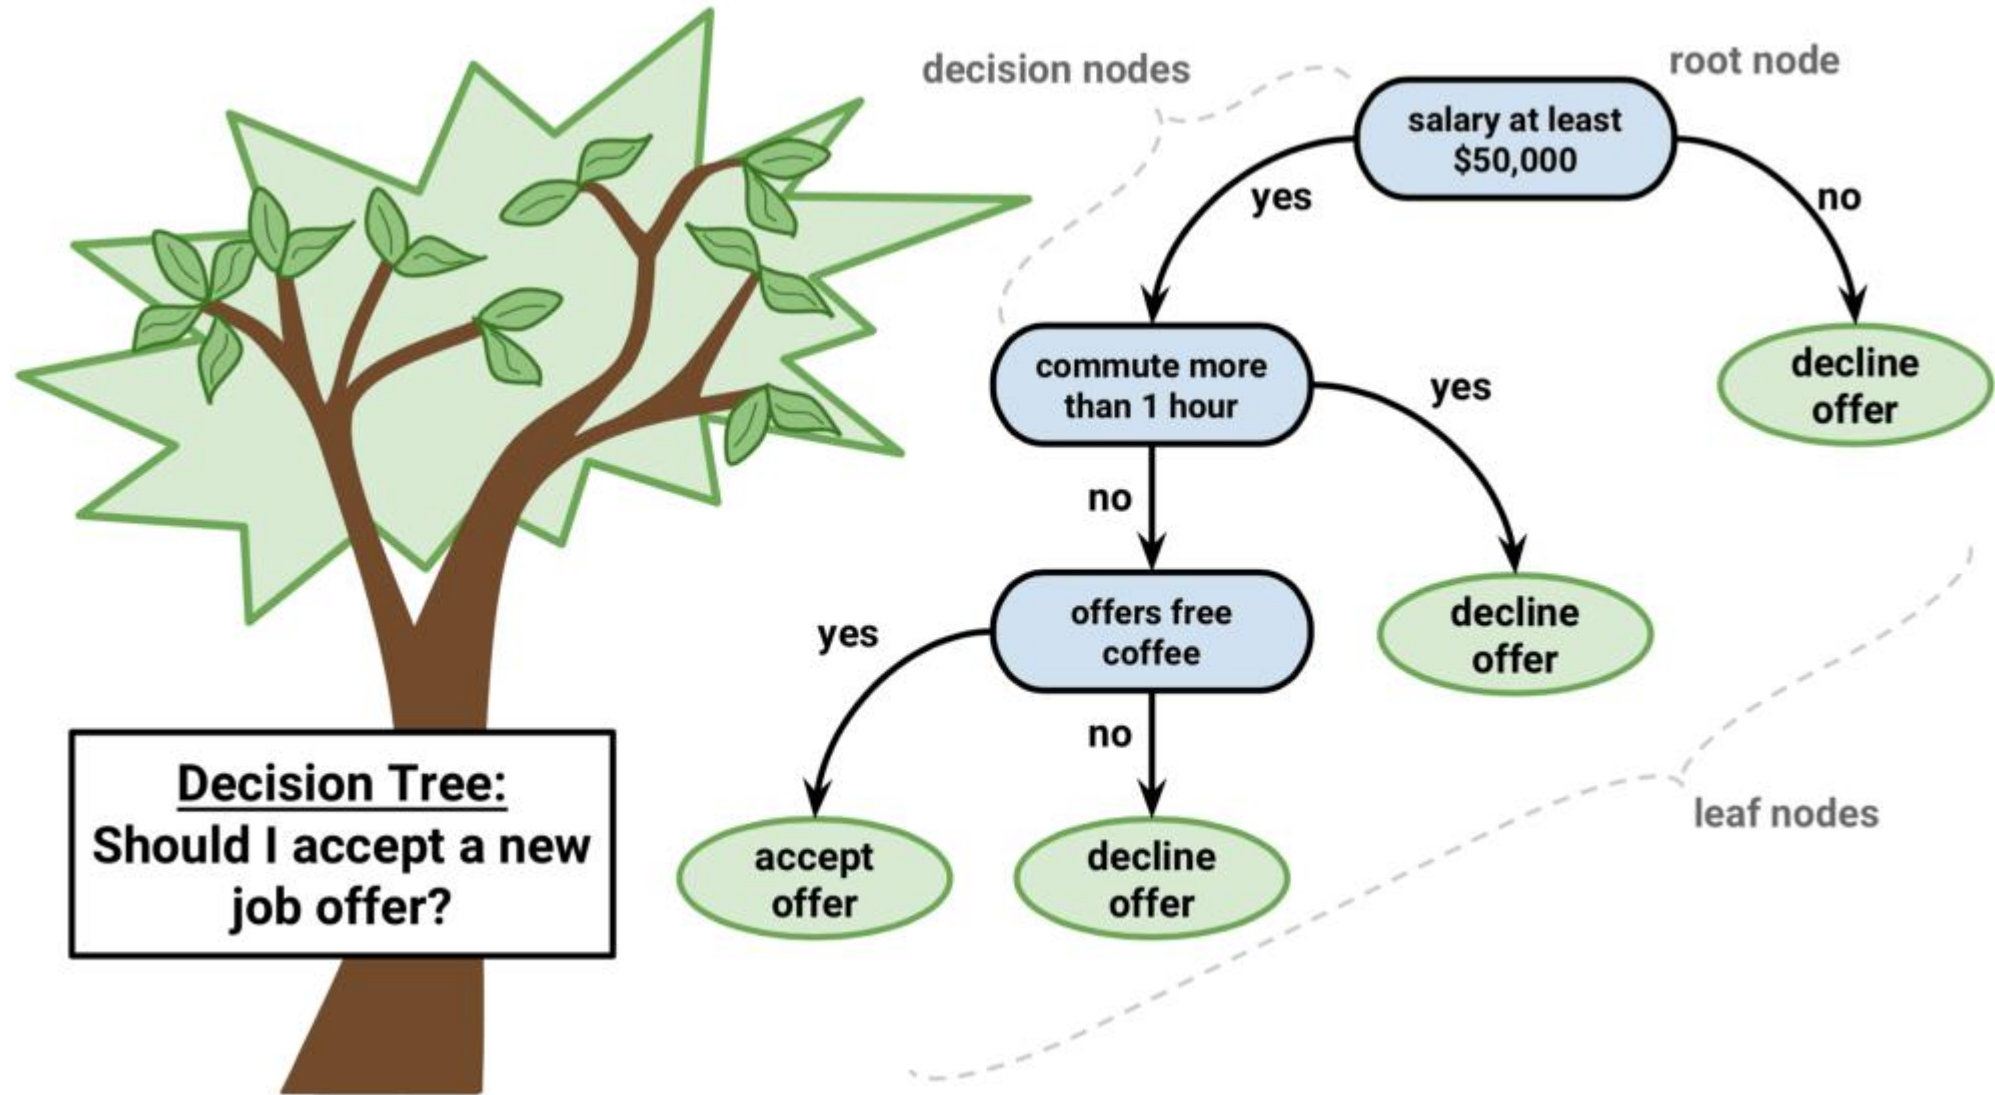 decision nodes
root node
salary at least
$50,000
yes
no
commute more
than 1 hour
yes
decline
offer
no
offers free
coffee
decline
offer
yes
no
accept
offer
decline
offer
leaf nodes
Decision Tree:
Should I accept a new
job offer?